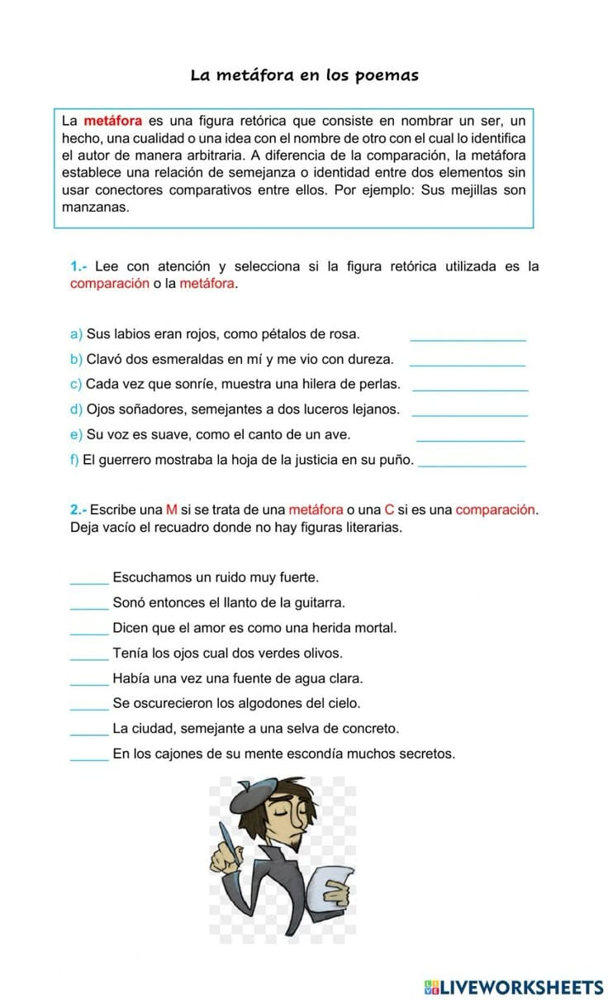 La metáfora en los poemas
La metáfora es una figura retórica que consiste en nombrar un ser, un
hecho, una cualidad o una idea con el nombre de otro con el cual lo identifica
el autor de manera arbitraria. A diferencia de la comparación, la metáfora
establece una relación de semejanza o identidad entre dos elementos sin
usar conectores comparativos entre ellos. Por ejemplo: Sus mejillas son
manzanas.
1.- Lee con atención y selecciona si la figura retórica utilizada es la
comparación o la metáfora.
a) Sus labios eran rojos, como pétalos de rosa. ________________
b) Clavó dos esmeraldas en mí y me vio con dureza. ________________
c) Cada vez que sonríe, muestra una hilera de perlas. ________________
d) Ojos soñadores, semejantes a dos luceros lejanos. ________________
e) Su voz es suave, como el canto de un ave. ________________
f) El guerrero mostraba la hoja de la justicia en su puño. ________________
2.- Escribe una M si se trata de una metáfora o una C si es una comparación.
Deja vacío el recuadro donde no hay figuras literarias.
_____ Escuchamos un ruido muy fuerte.
_____ Sonó entonces el llanto de la guitarra.
_____ Dicen que el amor es como una herida mortal.
_____ Tenía los ojos cual dos verdes olivos.
_____ Había una vez una fuente de agua clara.
_____ Se oscurecieron los algodones del cielo.
_____ La ciudad, semejante a una selva de concreto.
_____ En los cajones de su mente escondía muchos secretos.
LIVE LIVEWORKSHEETS